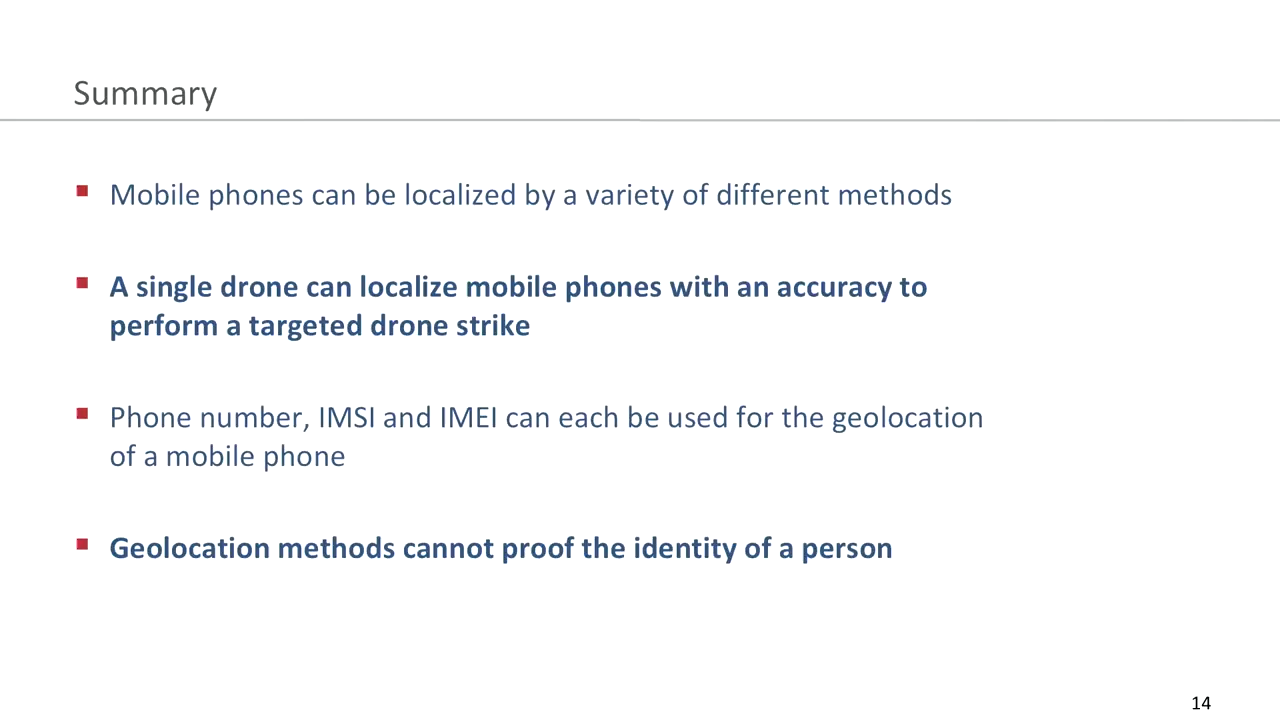 Summary
Mobile phones can be localized by a variety of different methods
A single drone can localize mobile phones with an accuracy to
perform a targeted drone strike
Phone number, IMSI and IMEI can each be used for the geolocation
of a mobile phone
Geolocation methods cannot proof the identity of a person
14